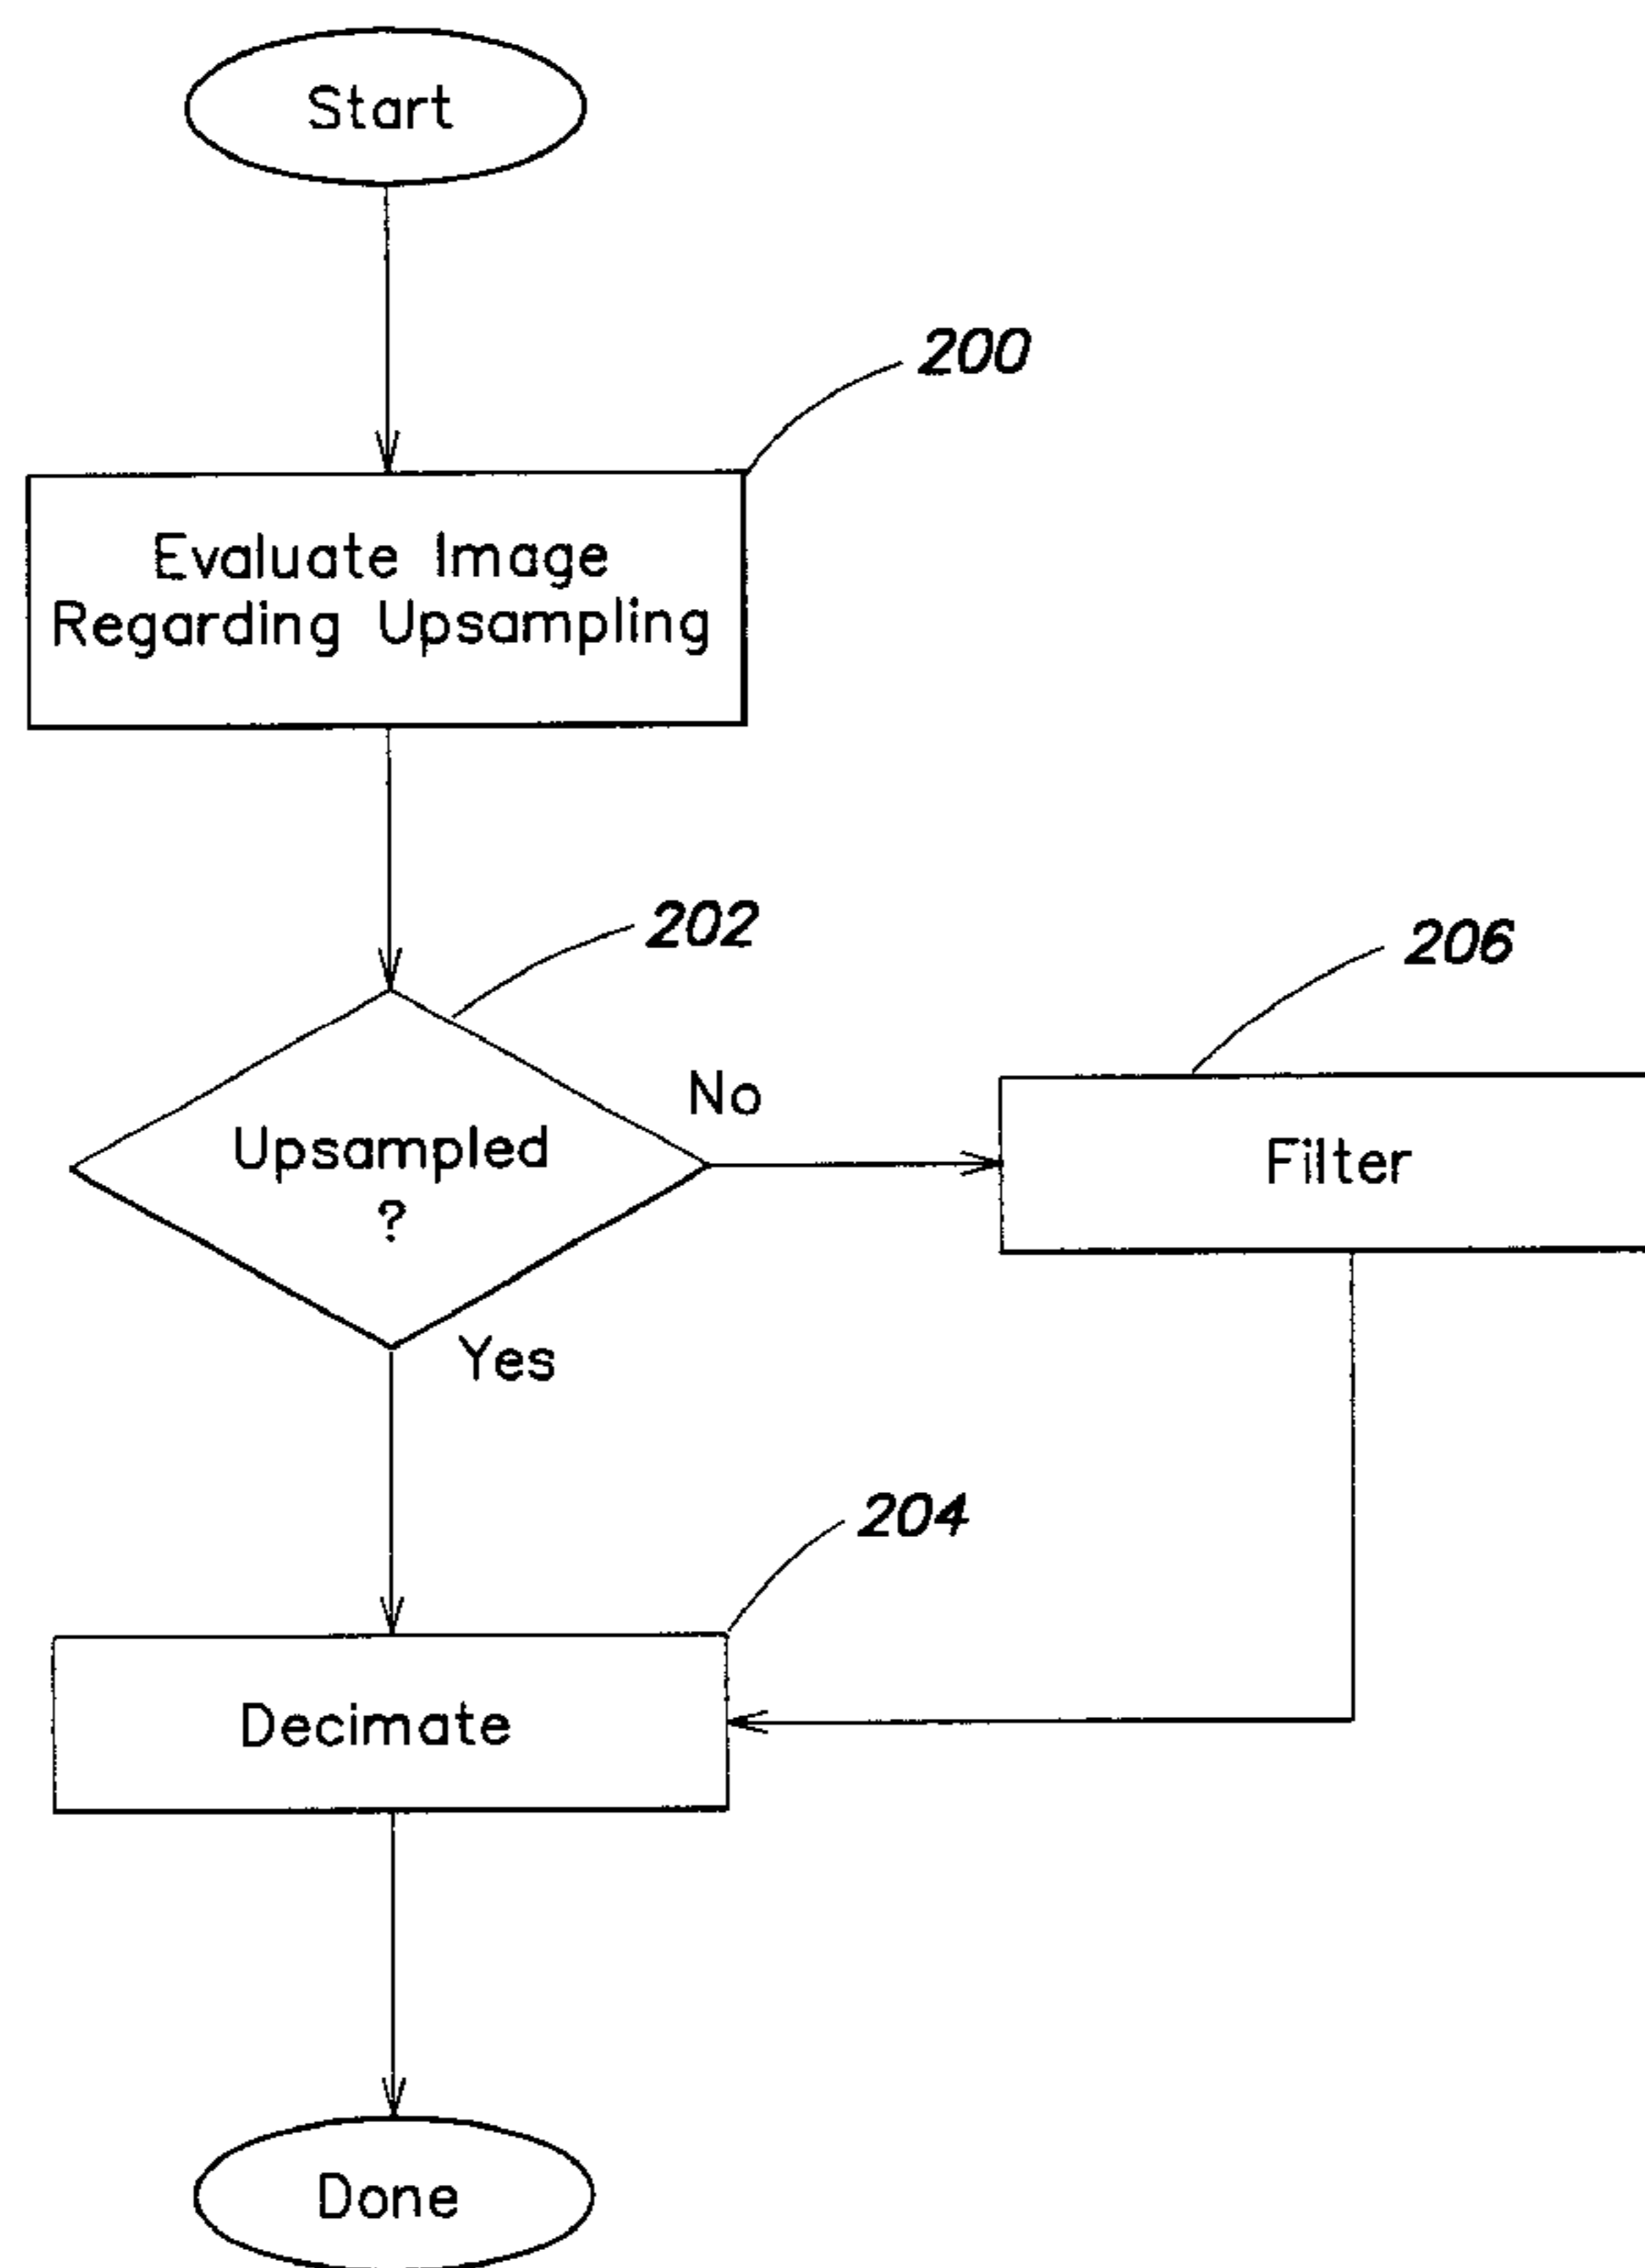 Start
200
Evaluate Image
Regarding Upsampling
202
206
No
Upsampled
?
Filter
Yes
204
Decimate
Done